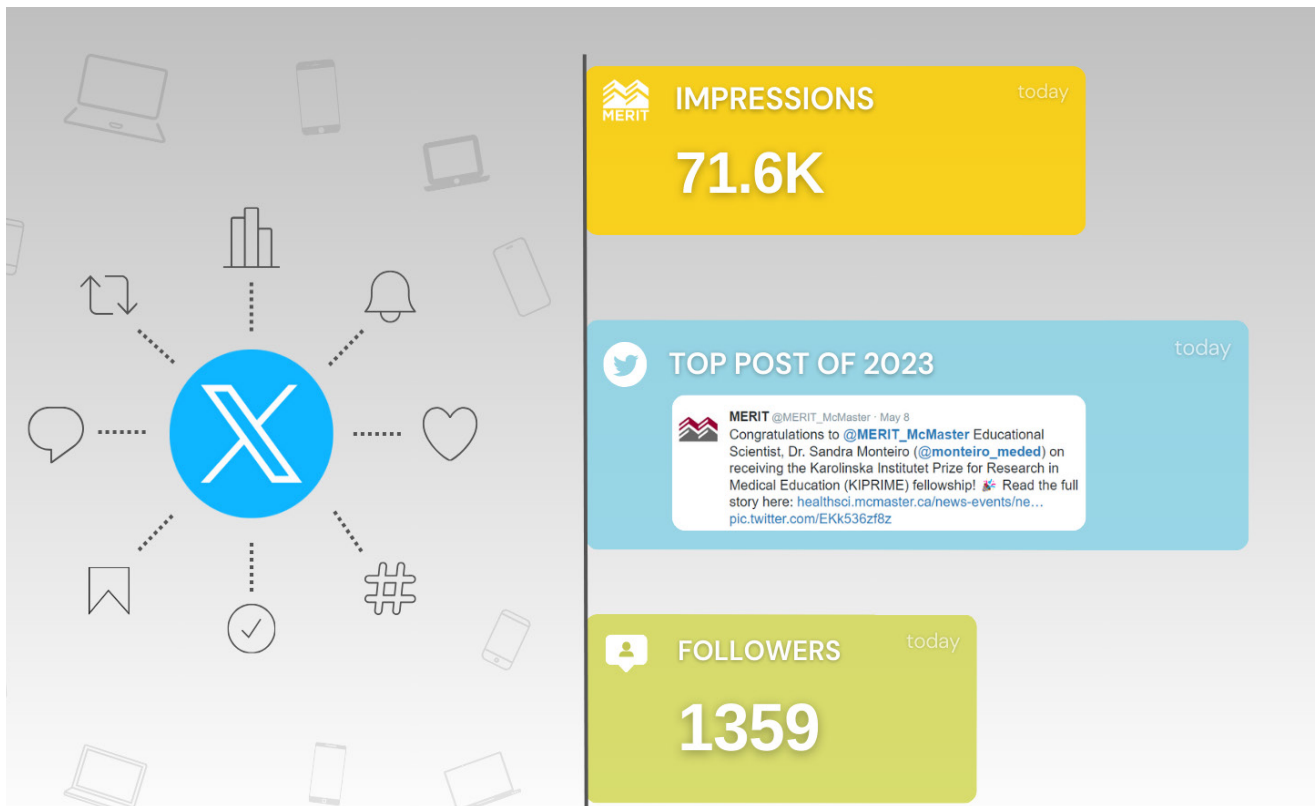 MERIT
IMPRESSIONS
today
71.6K
TOP POST OF 2023
today
MERIT @MERIT_McMaster · May 8
Congratulations to @MERIT_McMaster Educational
Scientist, Dr. Sandra Monteiro (@monteiro_meded) on
receiving the Karolinska Institutet Prize for Research in
Medical Education (KIPRIME) fellowship! 🎉 Read the full
story here: healthsci.mcmaster.ca/news-events/ne…
pic.twitter.com/EKk536zf8z
FOLLOWERS
today
1359